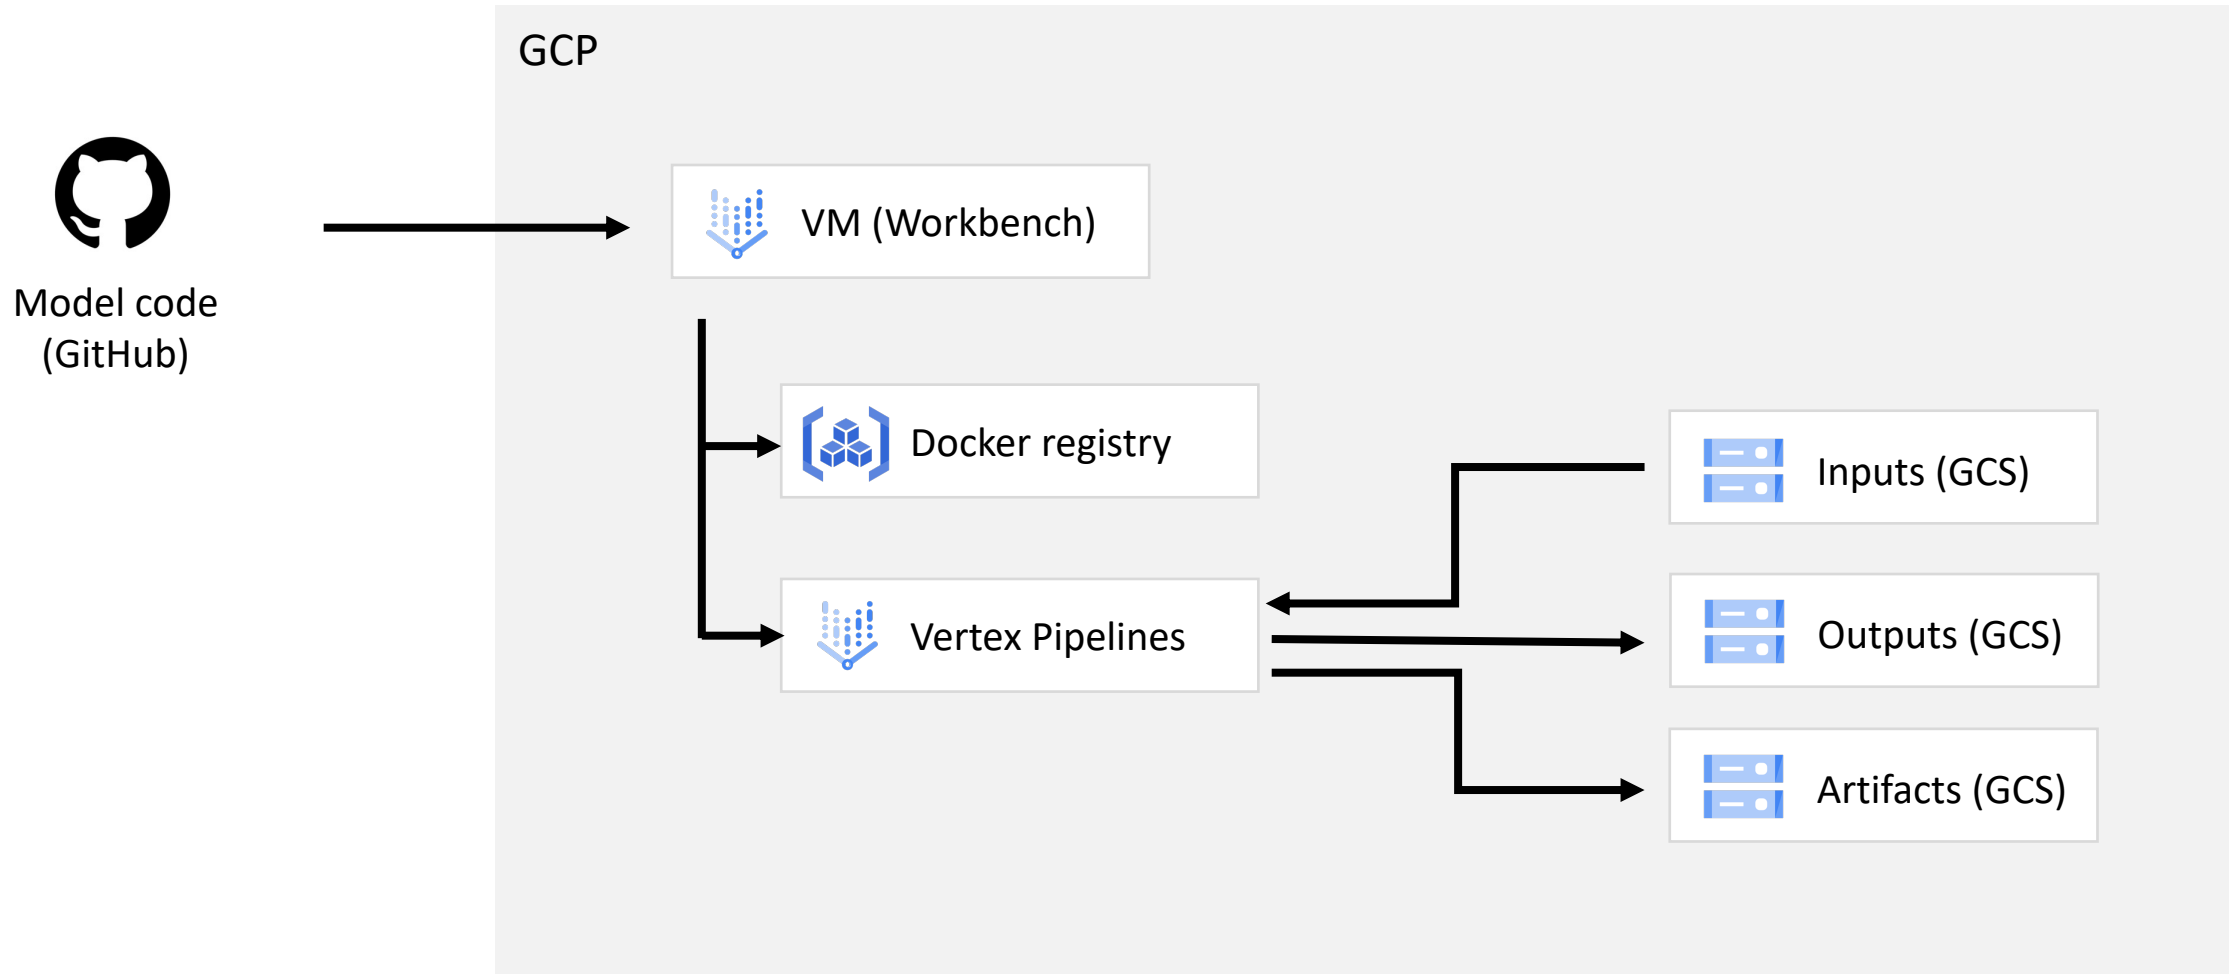 GCP
Model code
(GitHub)
VM (Workbench)
Docker registry
Vertex Pipelines
Inputs (GCS)
Outputs (GCS)
Artifacts (GCS)